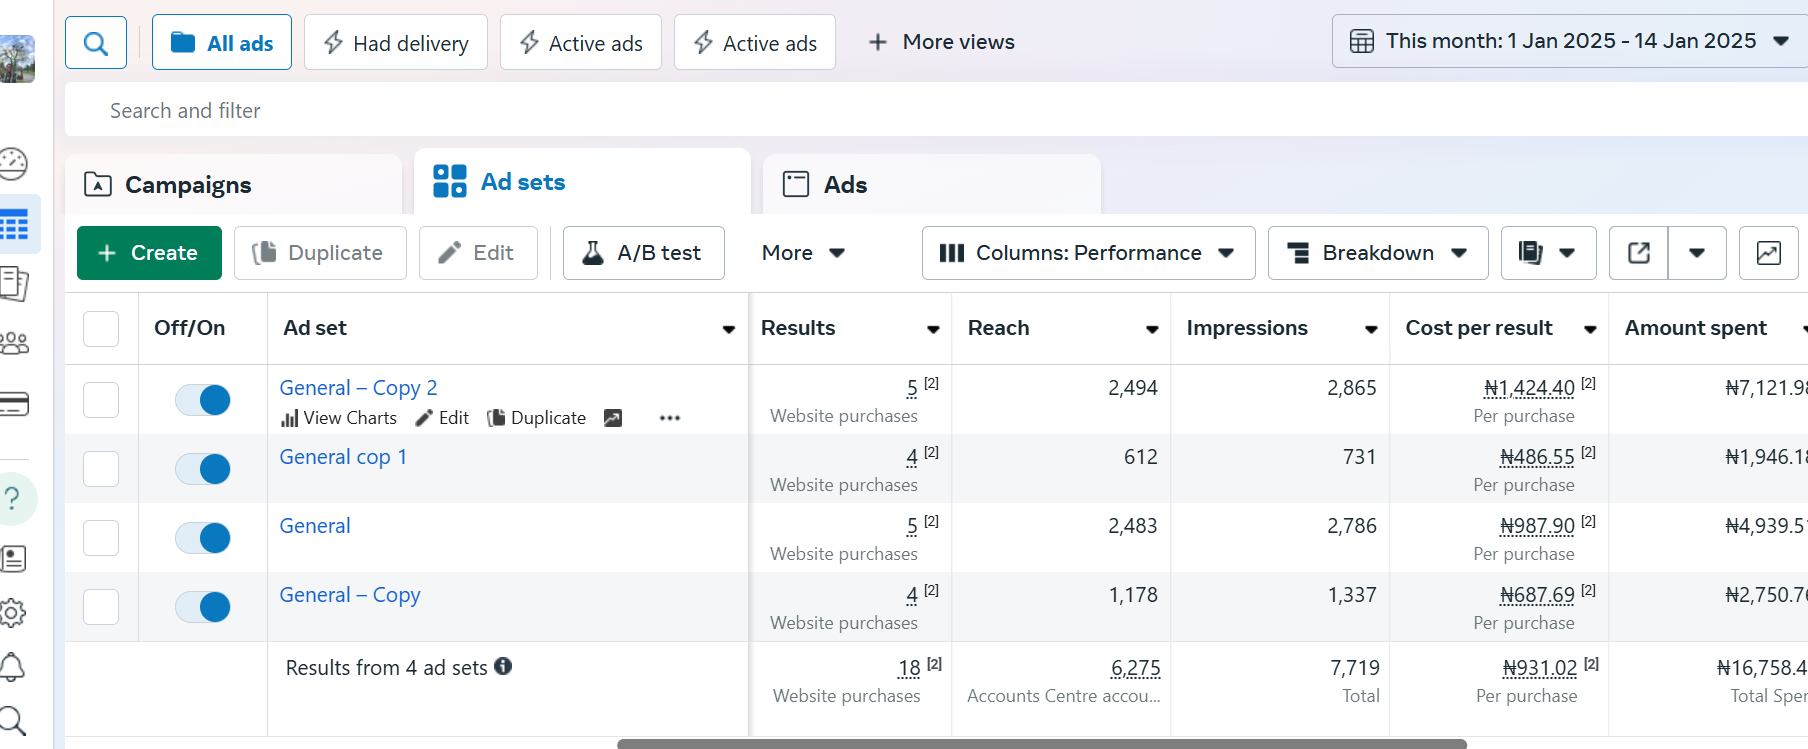 All ads
Had delivery
Active ads
Active ads
+ More views
This month: 1 Jan 2025 – 14 Jan 2025
Search and filter
Campaigns
Ad sets
Ads
+ Create
Duplicate
Edit
A/B test
More
Columns: Performance
Breakdown
Off/On Ad set Results Reach Impressions Cost per result Amount spent
General – Copy 2 5 [2] 2,494 2,865 ₦1,424.40 [2] ₦7,121.98
View Charts Edit Duplicate ••• Website purchases Per purchase
General cop 1 4 [2] 612 731 ₦486.55 [2] ₦1,946.18
Website purchases Per purchase
General 5 [2] 2,483 2,786 ₦987.90 [2] ₦4,939.51
Website purchases Per purchase
General – Copy 4 [2] 1,178 1,337 ₦687.69 [2] ₦2,750.76
Website purchases Per purchase
Results from 4 ad sets 18 [2] 6,275 7,719 ₦931.02 [2] ₦16,758.4
Website purchases Accounts Centre accou... Total Per purchase Total Spen